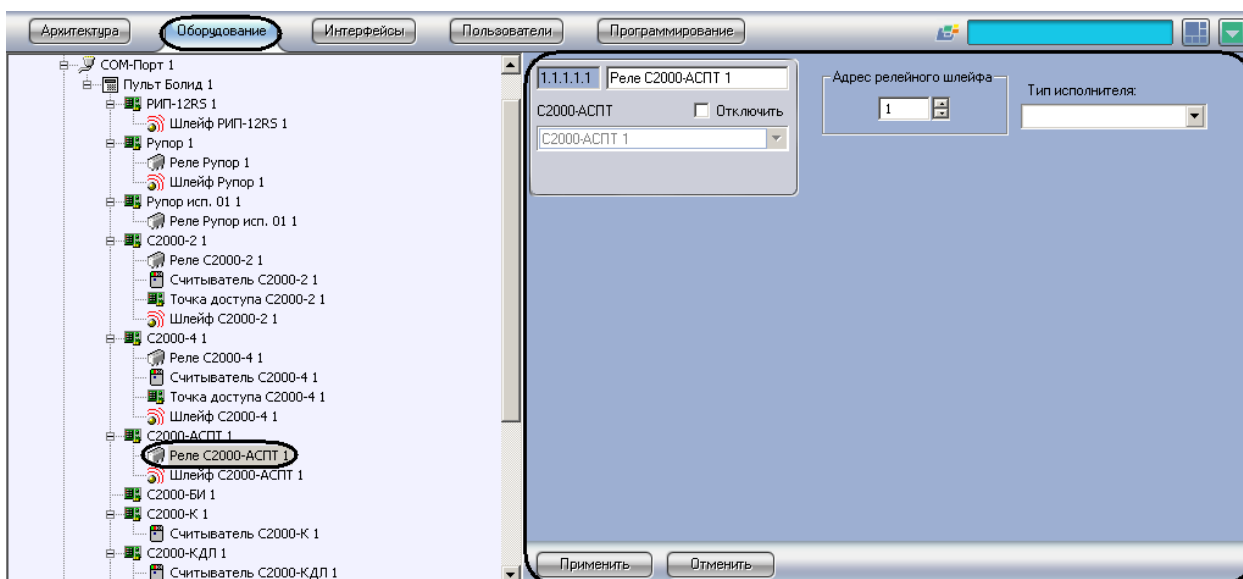 Архитектура Оборудование Интерфейсы Пользователи Программирование
COM-Порт 1
Пульт Болид 1
РИП-12RS 1
Шлейф РИП-12RS 1
Рупор 1
Реле Рупор 1
Шлейф Рупор 1
Рупор исп. 01 1
Реле Рупор исп. 01 1
С2000-2 1
Реле С2000-2 1
Считыватель С2000-2 1
Точка доступа С2000-2 1
Шлейф С2000-2 1
С2000-4 1
Реле С2000-4 1
Считыватель С2000-4 1
Точка доступа С2000-4 1
Шлейф С2000-4 1
С2000-АСПТ 1
Реле С2000-АСПТ 1
Шлейф С2000-АСПТ 1
С2000-БИ 1
С2000-К 1
Считыватель С2000-К 1
С2000-КДЛ 1
Считыватель С2000-КДЛ 1
1.1.1.1.1 Реле С2000-АСПТ 1
С2000-АСПТ Отключить
С2000-АСПТ 1
Адрес релейного шлейфа
1
Тип исполнителя:
Применить Отменить